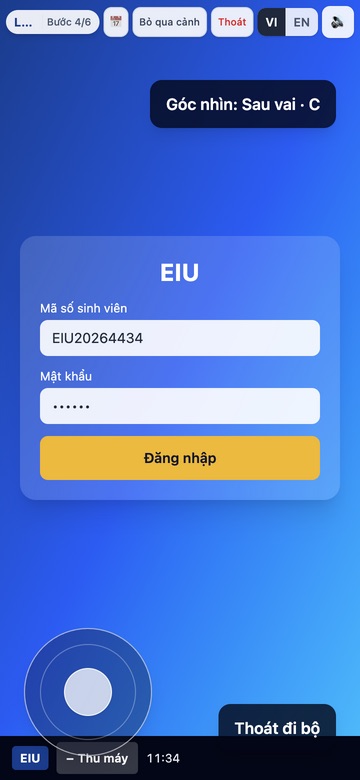 L... Bước 4/6 Bỏ qua cảnh Thoát VI EN
Góc nhìn: Sau vai · C
EIU
Mã số sinh viên
EIU20264434
Mật khẩu
••••••
Đăng nhập
Thoát đi bộ
EIU – Thu máy 11:34